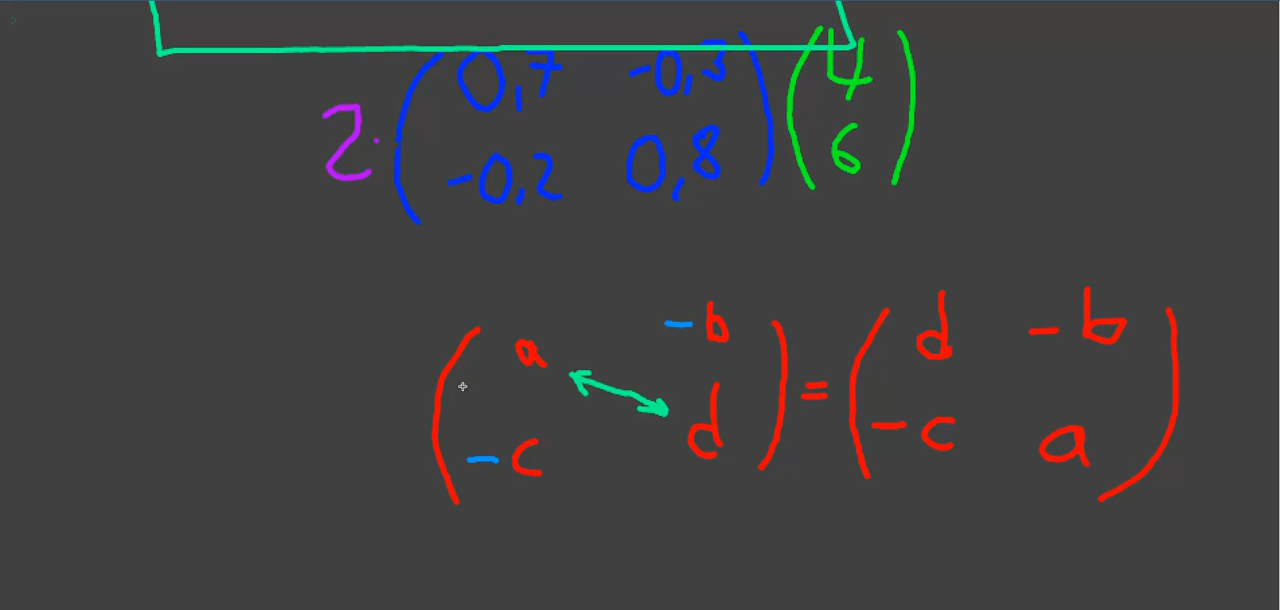 2· ( 0,7 -0,3 ) ( 4 )
( -0,2 0,8 ) ( 6 )
( a -b ) = ( d -b )
( -c d ) ( -c a )